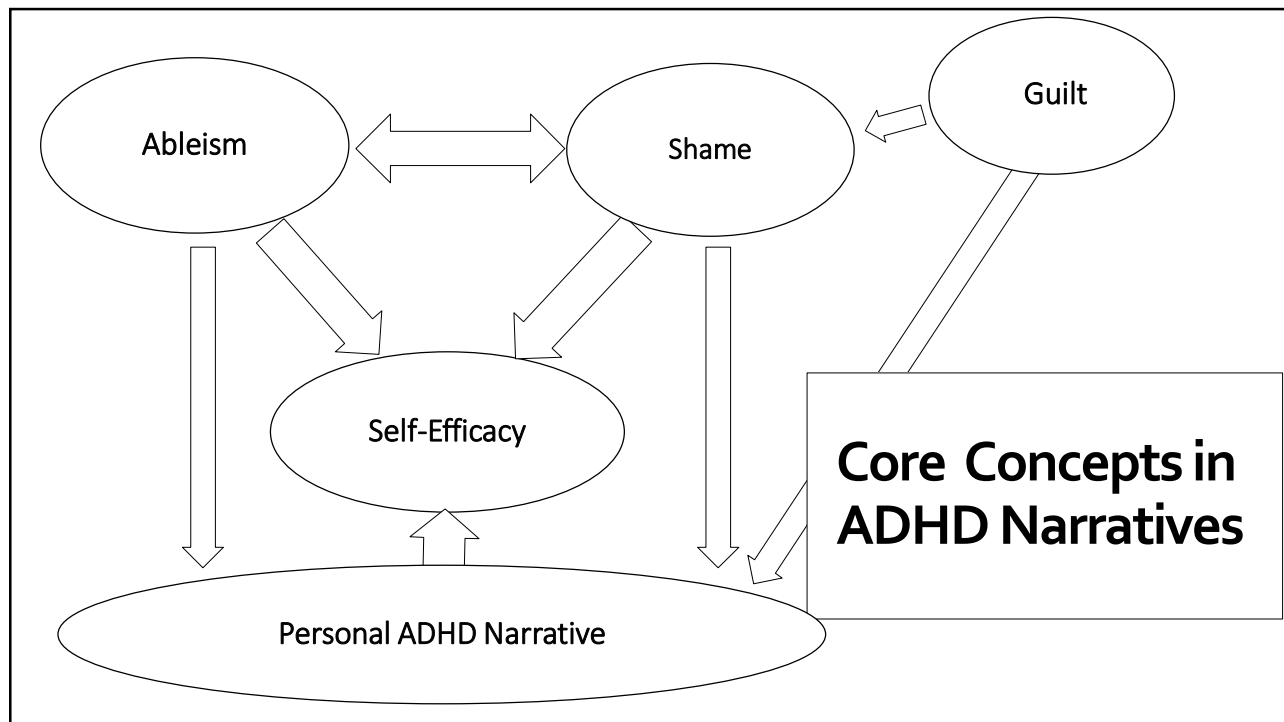 Guilt
Ableism
Shame
Self-Efficacy
Core Concepts in
ADHD Narratives
Personal ADHD Narrative